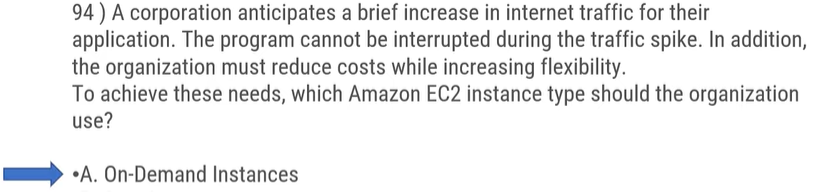 94 ) A corporation anticipates a brief increase in internet traffic for their
application. The program cannot be interrupted during the traffic spike. In addition,
the organization must reduce costs while increasing flexibility.
To achieve these needs, which Amazon EC2 instance type should the organization
use?
•A. On-Demand Instances